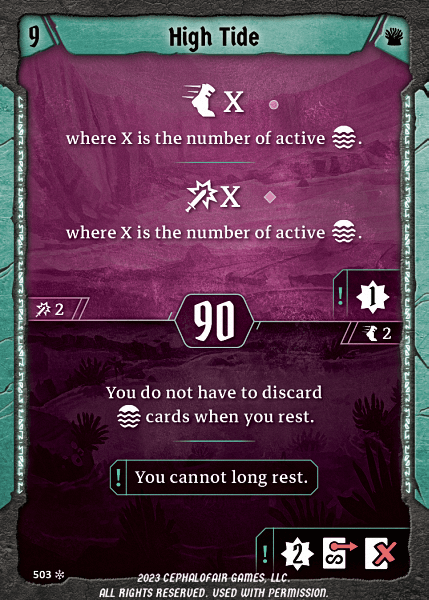 9
High Tide
X
where X is the number of active
.
X
where X is the number of active
.
! 1
2
90
2
You do not have to discard
cards when you rest.
! You cannot long rest.
! 2
503
2023 CEPHALOFAIR GAMES, LLC.
ALL RIGHTS RESERVED. USED WITH PERMISSION.